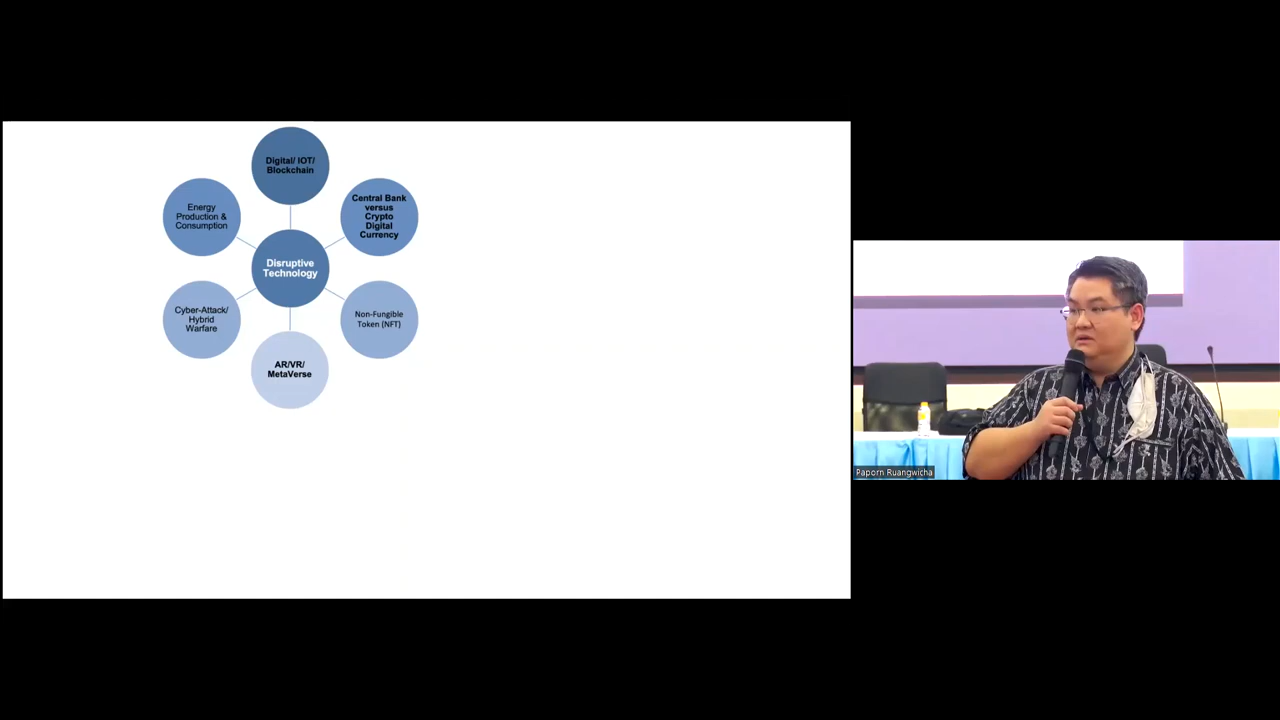 Digital/ IOT/
Blockchain
Energy
Production &
Consumption
Central Bank
versus
Crypto
Digital
Currency
Disruptive
Technology
Cyber-Attack/
Hybrid
Warfare
Non-Fungible
Token (NFT)
AR/VR/
MetaVerse
Paporn Ruangwicha